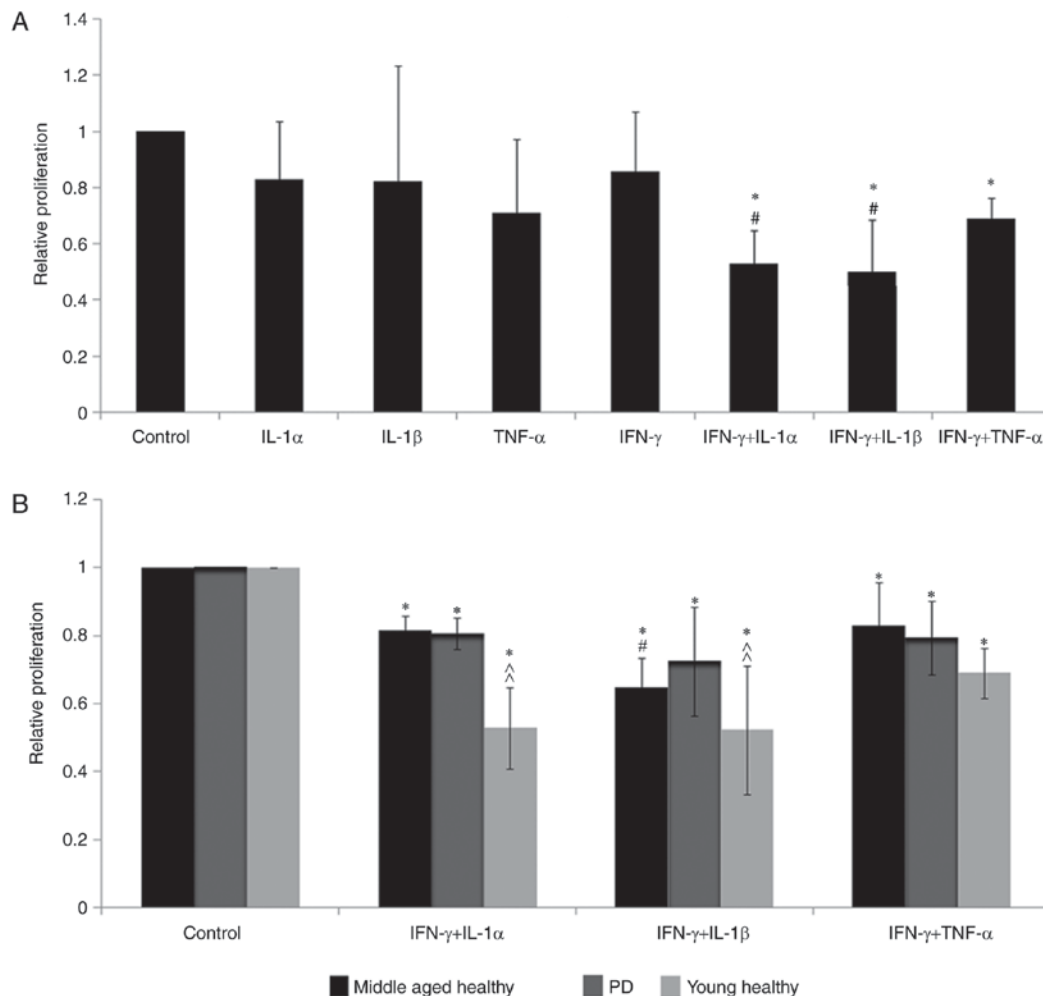 A
1.4
1.2
1
0.8
0.6
0.4
0.2
0
Relative proliferation
*
#
*
#
*
Control IL-1α IL-1β TNF-α IFN-γ IFN-γ+IL-1α IFN-γ+IL-1β IFN-γ+TNF-α
B
1.2
1
0.8
0.6
0.4
0.2
0
Relative proliferation
* * *
^^
*
#
* *
^^
* * *
Control IFN-γ+IL-1α IFN-γ+IL-1β IFN-γ+TNF-α
Middle aged healthy PD Young healthy